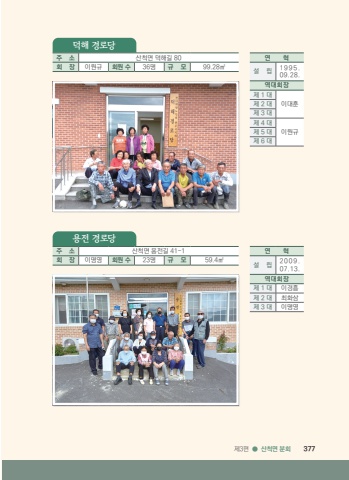 덕해 경로당
주 소 산척면 덕해길 80
회 장 이원규 회원 수 36명 규 모 99.28㎡
연 혁
설 립 1995. 09.28.
역대회장
제 1 대
제 2 대 이대훈
제 3 대
제 4 대
제 5 대 이원규
제 6 대
용전 경로당
주 소 산척면 용전길 41-1
회 장 이명영 회원 수 23명 규 모 59.4㎡
연 혁
설 립 2009. 07.13.
역대회장
제 1 대 이강흠
제 2 대 최화삼
제 3 대 이명영
제3편 ● 산척면 문화 377